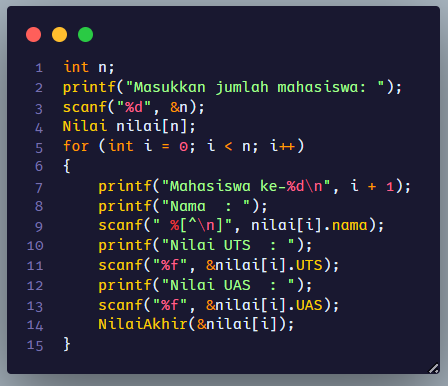 1 int n;
2 printf("Masukkan jumlah mahasiswa: ");
3 scanf("%d", &n);
4 Nilai nilai[n];
5 for (int i = 0; i < n; i++)
6 {
7     printf("Mahasiswa ke-%d\n", i + 1);
8     printf("Nama  : ");
9     scanf(" %[^\n]", nilai[i].nama);
10     printf("Nilai UTS  : ");
11     scanf("%f", &nilai[i].UTS);
12     printf("Nilai UAS  : ");
13     scanf("%f", &nilai[i].UAS);
14     NilaiAkhir(&nilai[i]);
15 }